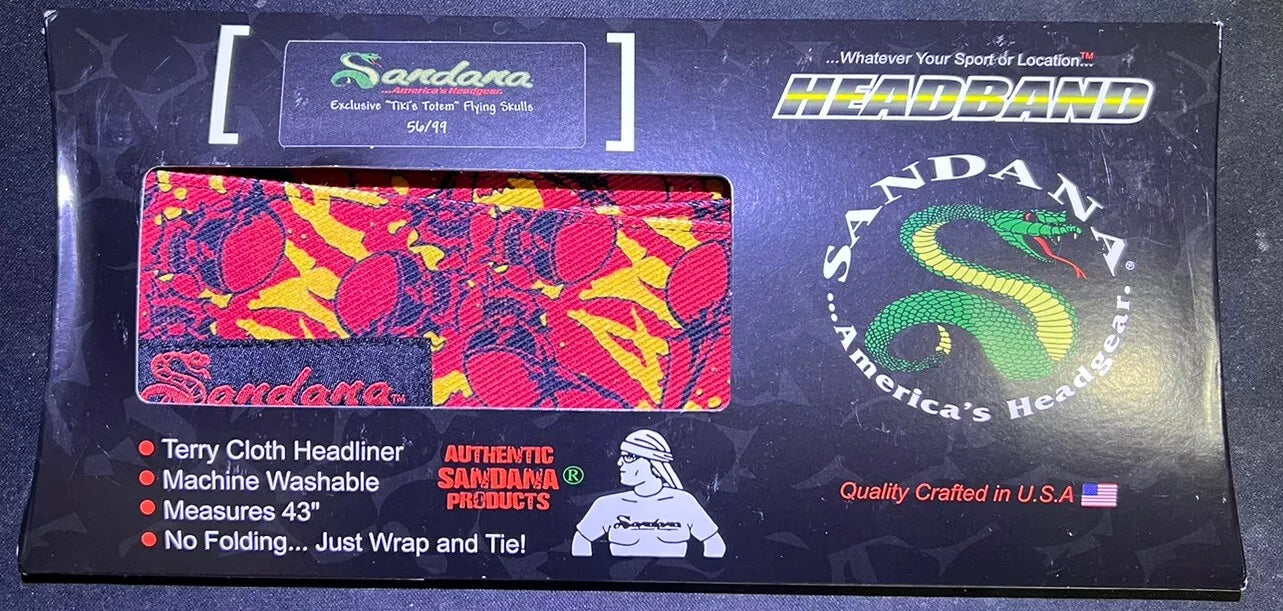 Sandana
...America's Headgear.
Exclusive "Tiki's Totem" Flying Skulls
56/99
...Whatever Your Sport or Location...™
HEADBAND
SANDANA®
...America's Headgear.
Sandana™
Terry Cloth Headliner
Machine Washable
Measures 43"
No Folding... Just Wrap and Tie!
AUTHENTIC
SANDANA®
PRODUCTS
Sandana
Quality Crafted in U.S.A